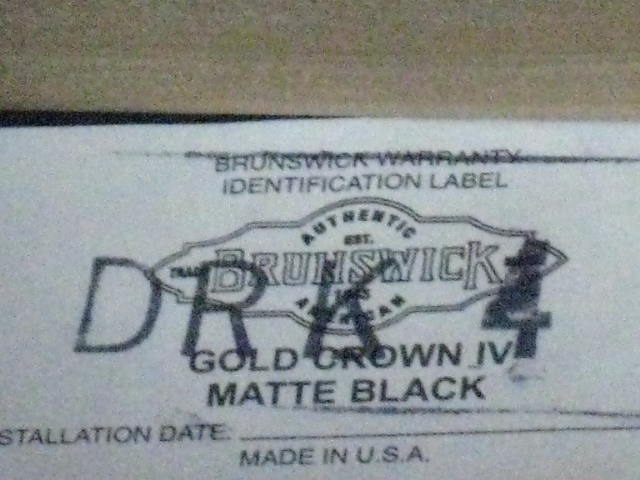 BRUNSWICK WARRANTY
IDENTIFICATION LABEL
AUTHENTIC
EST.
BRUNSWICK
AMERICAN
DRK 4
GOLD CROWN IV
MATTE BLACK
STALLATION DATE:
MADE IN U.S.A.